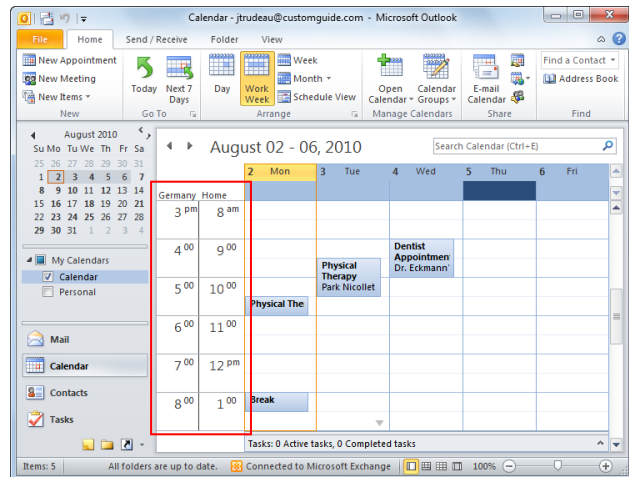 Calendar - jtrudeau@customguide.com - Microsoft Outlook
File Home Send / Receive Folder View
New Appointment
New Meeting
New Items
New
Today
Next 7 Days
Go To
Day
Work Week
Week
Month
Schedule View
Arrange
Open Calendar
Calendar Groups
Manage Calendars
E-mail Calendar
Share
Find a Contact
Address Book
Find
August 2010
Su Mo Tu We Th Fr Sa
25 26 27 28 29 30 31
1 2 3 4 5 6 7
8 9 10 11 12 13 14
15 16 17 18 19 20 21
22 23 24 25 26 27 28
29 30 31 1 2 3 4
My Calendars
Calendar
Personal
Mail
Calendar
Contacts
Tasks
August 02 - 06, 2010
Search Calendar (Ctrl+E)
2 Mon 3 Tue 4 Wed 5 Thu 6 Fri
Germany Home
3 pm 8 am
4 00 9 00
5 00 10 00
6 00 11 00
7 00 12 pm
8 00 1 00
Dentist
Appointmen
Dr. Eckmann'
Physical
Therapy
Park Nicollet
Physical The
Break
Tasks: 0 Active tasks, 0 Completed tasks
Items: 5 All folders are up to date. Connected to Microsoft Exchange 100%